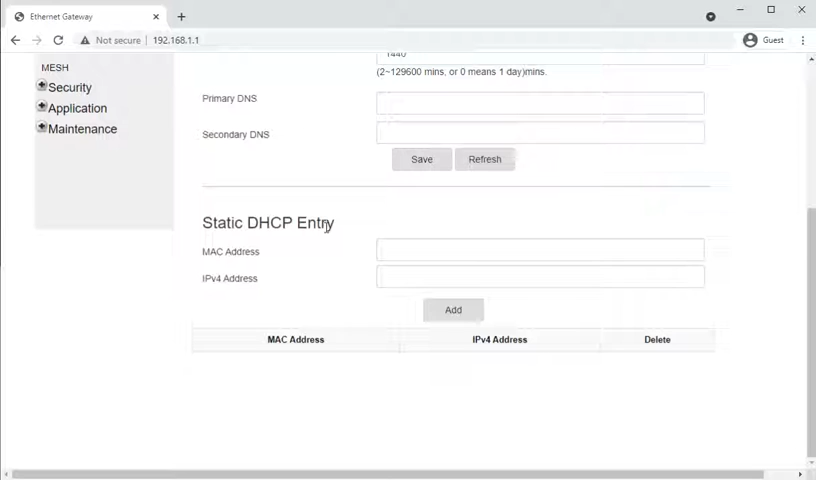 Ethernet Gateway
Not secure
192.168.1.1
Guest
MESH
Security
Application
Maintenance
1440
(2~129600 mins, or 0 means 1 day)mins.
Primary DNS
Secondary DNS
Save
Refresh
Static DHCP Entry
MAC Address
IPv4 Address
Add
MAC Address
IPv4 Address
Delete